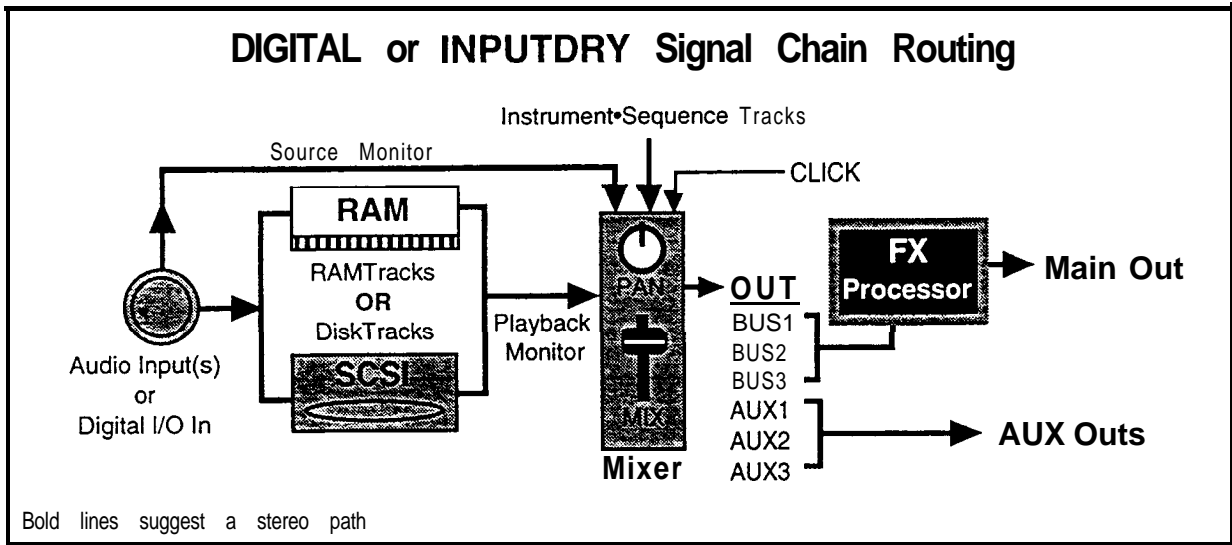 DIGITAL or INPUTDRY Signal Chain Routing
Instrument•Sequence Tracks
Source Monitor
CLICK
RAM
RAMTracks
OR
DiskTracks
SCSI
Audio Input(s)
or
Digital I/O In
Playback
Monitor
PAN
MIX
Mixer
OUT
BUS1
BUS2
BUS3
AUX1
AUX2
AUX3
FX
Processor
Main Out
AUX Outs
Bold lines suggest a stereo path